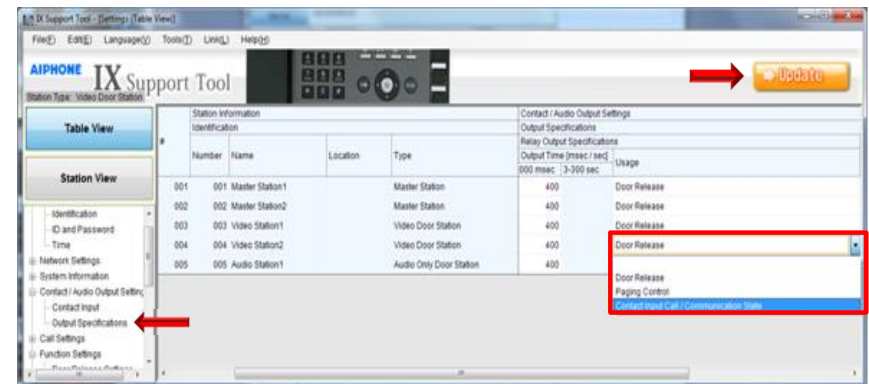 IX Support Tool - [Settings (Table View)]
File(F) Edit(E) Language(V) Tools(T) Link(L) Help(H)
AIPHONE IX Support Tool
Station Type: Video Door Station
Update
Table View
Station View
Identification
ID and Password
Time
Network Settings
System Information
Contact / Audio Output Setting
Contact Input
Output Specifications
Call Settings
Function Settings
Station Information Contact / Audio Output Settings
Identification Output Specifications
Relay Output Specifications
# Number Name Location Type Output Time [msec / sec] Usage
000 msec 3-300 sec
001 001 Master Station1 Master Station 400 Door Release
002 002 Master Station2 Master Station 400 Door Release
003 003 Video Station1 Video Door Station 400 Door Release
004 004 Video Station2 Video Door Station 400 Door Release
005 005 Audio Station1 Audio Only Door Station 400
Door Release
Paging Control
Contact Input Call / Communication State